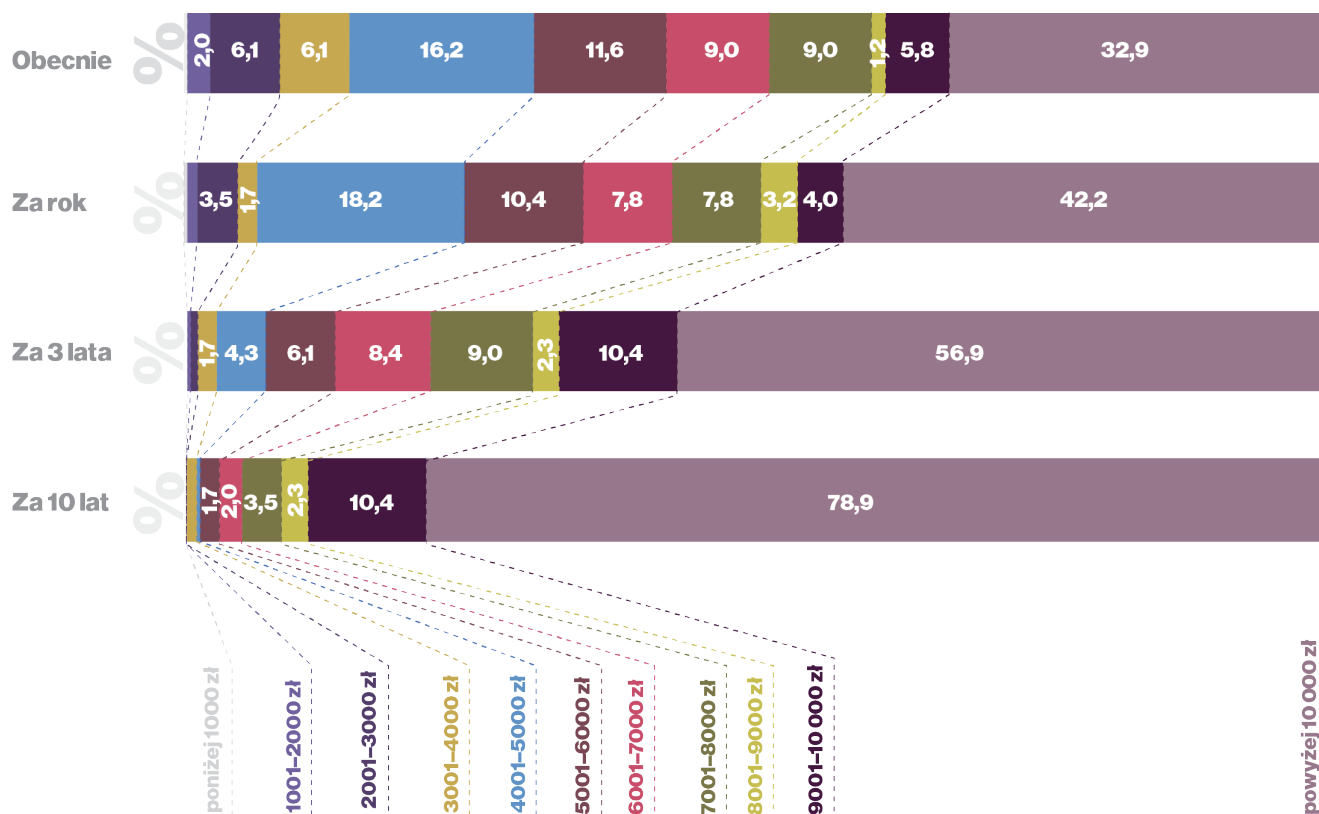 Obecnie % 2,0 6,1 6,1 16,2 11,6 9,0 9,0 1,2 5,8 32,9
Za rok % 3,5 1,7 18,2 10,4 7,8 7,8 3,2 4,0 42,2
Za 3 lata % 1,7 4,3 6,1 8,4 9,0 2,3 10,4 56,9
Za 10 lat % 1,7 2,0 3,5 2,3 10,4 78,9
poniżej 1000 zł
1001–2000 zł
2001–3000 zł
3001–4000 zł
4001–5000 zł
5001–6000 zł
6001–7000 zł
7001–8000 zł
8001–9000 zł
9001–10 000 zł
powyżej 10 000 zł